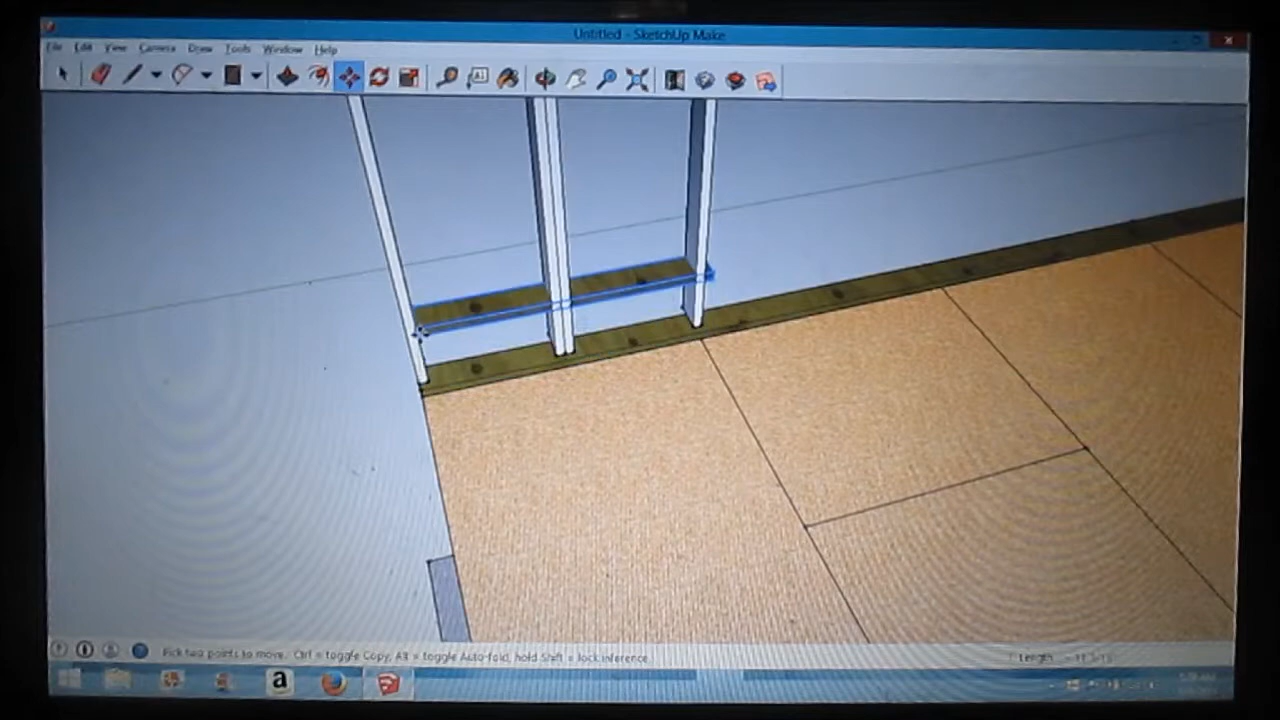 Untitled - SketchUp Make
File Edit View Camera Draw Tools Window Help
A1
Pick two points to move. Ctrl = toggle Copy, Alt = toggle Auto-fold, hold Shift = lock inference
Length
a